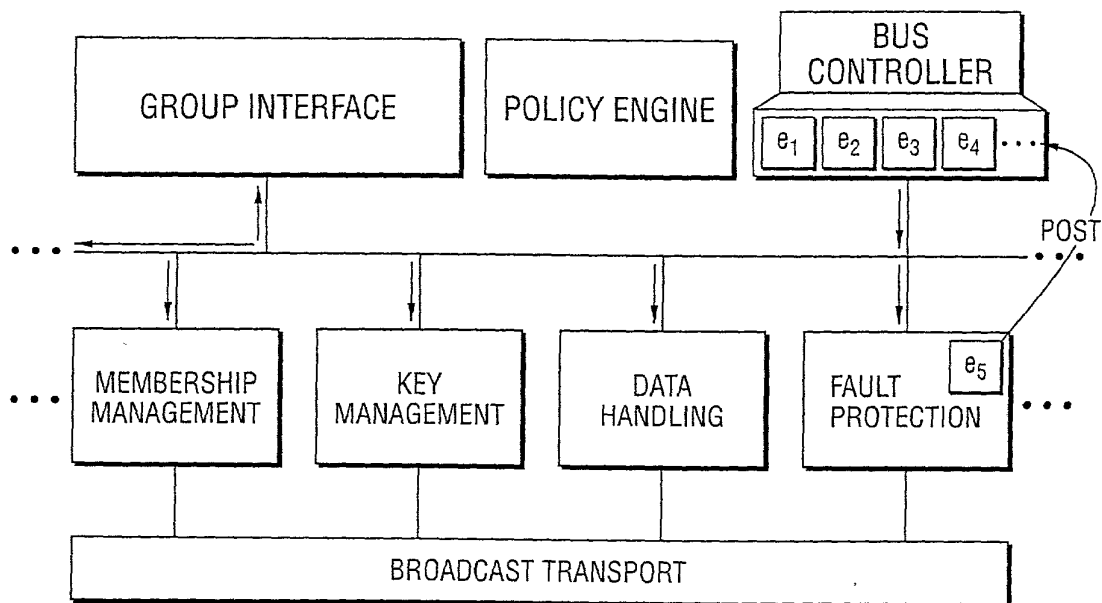 GROUP INTERFACE
POLICY ENGINE
BUS
CONTROLLER
e₁ e₂ e₃ e₄ ...
POST
MEMBERSHIP
MANAGEMENT
KEY
MANAGEMENT
DATA
HANDLING
FAULT
PROTECTION
e₅
BROADCAST TRANSPORT